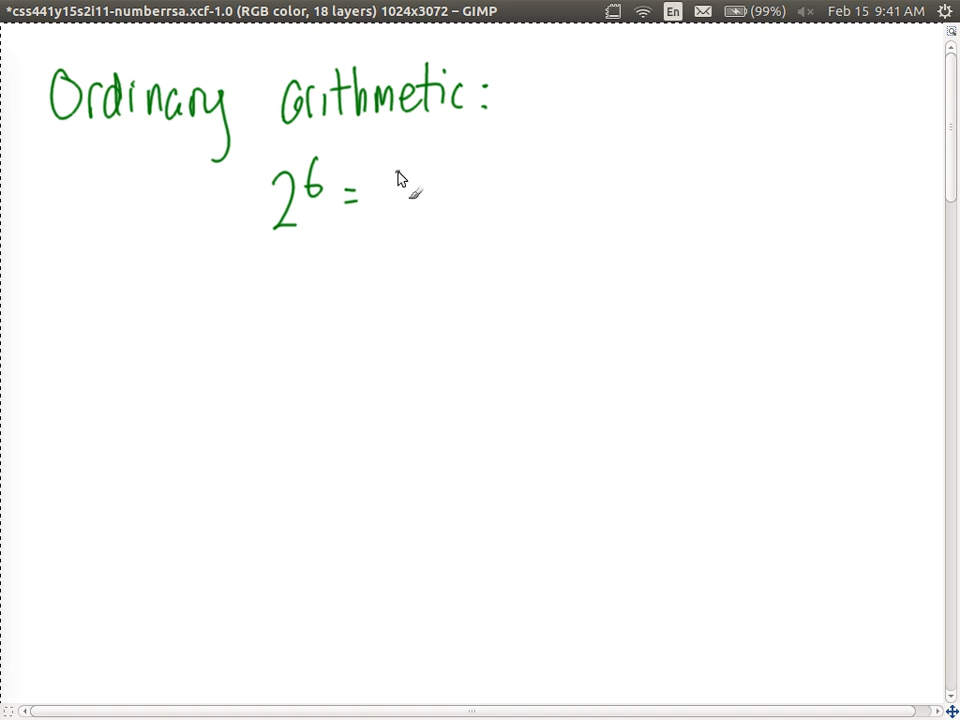 *css441y15s2i11-numberrsa.xcf-1.0 (RGB color, 18 layers) 1024x3072 – GIMP En (99%) Feb 15 9:41 AM
Ordinary arithmetic:
2⁶ =